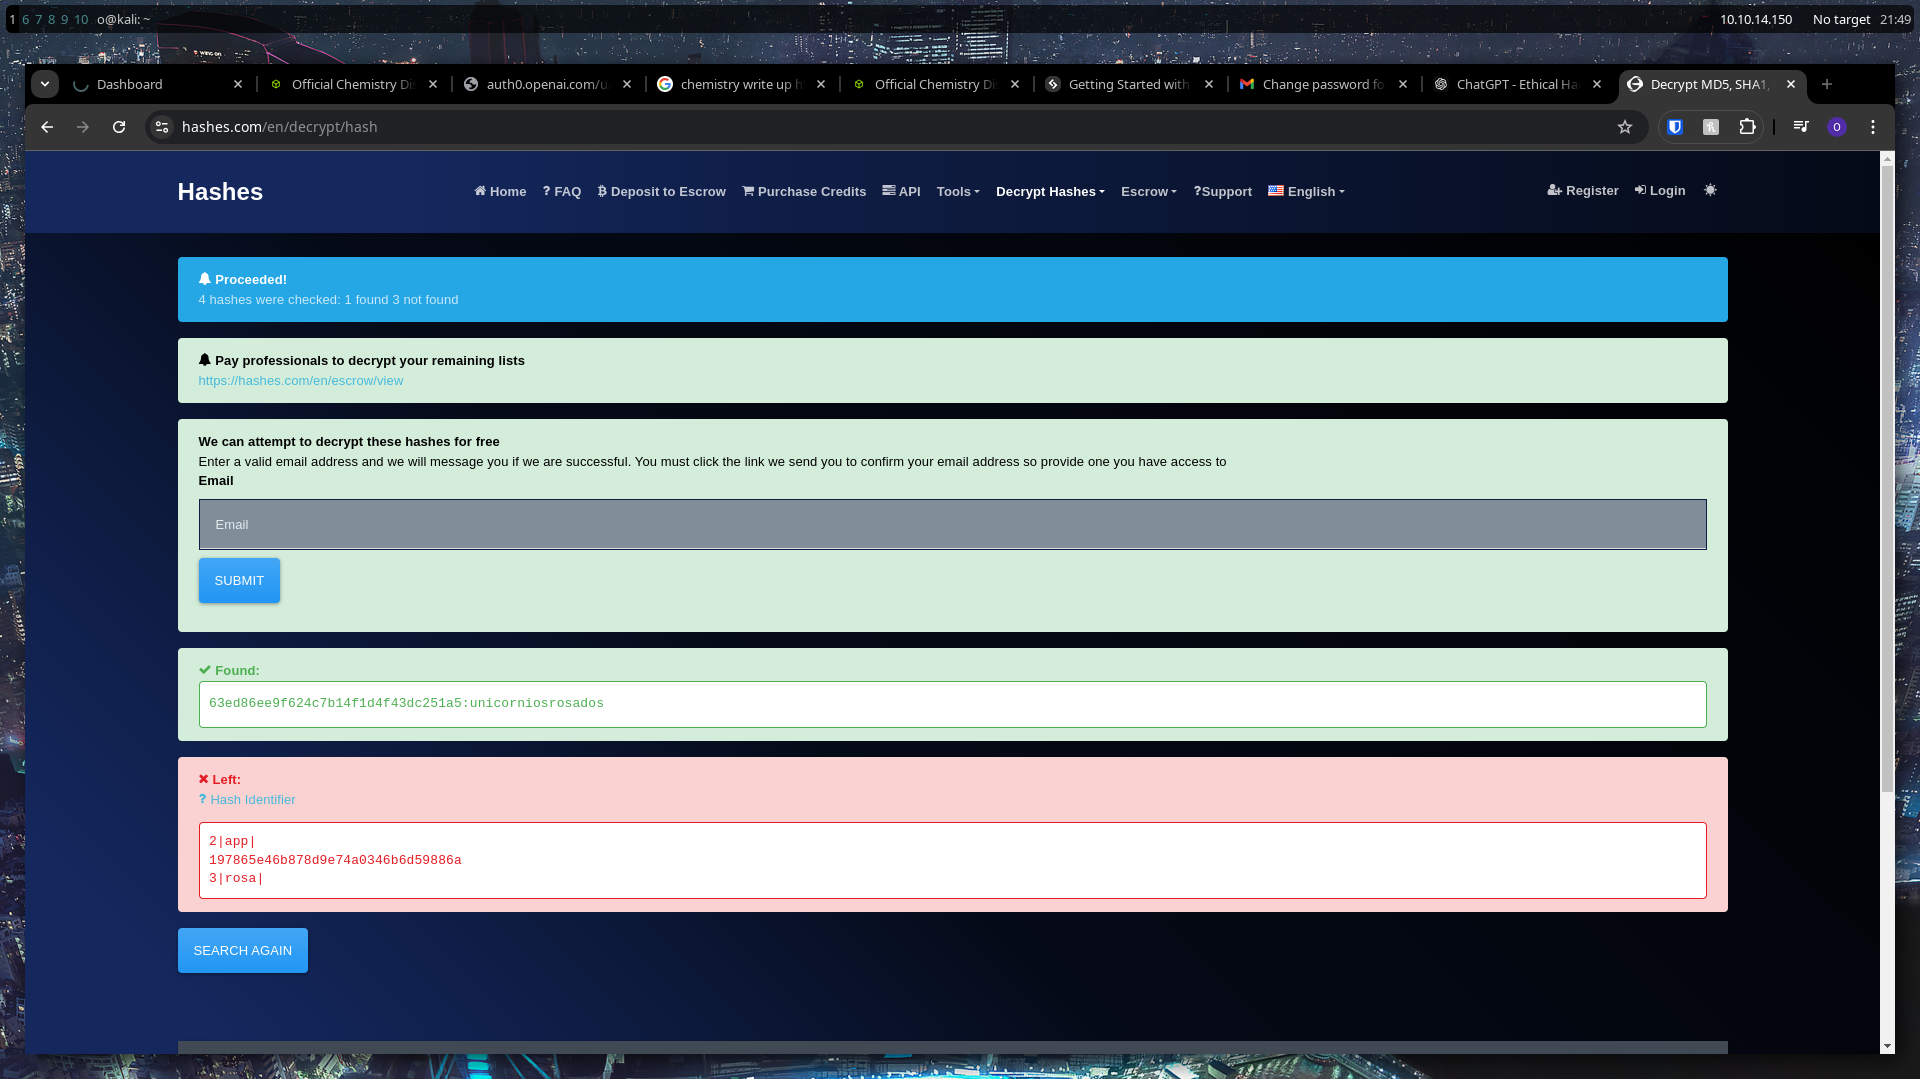 1 6 7 8 9 10 o@kali: ~
10.10.14.150 No target 21:49
Dashboard
Official Chemistry Di
auth0.openai.com/u
chemistry write up h
Official Chemistry Di
Getting Started with
Change password fo
ChatGPT - Ethical Ha
Decrypt MD5, SHA1,
hashes.com/en/decrypt/hash
O
Hashes
Home
FAQ
Deposit to Escrow
Purchase Credits
API
Tools
Decrypt Hashes
Escrow
?Support
English
Register
Login
Proceeded!
4 hashes were checked: 1 found 3 not found
Pay professionals to decrypt your remaining lists
https://hashes.com/en/escrow/view
We can attempt to decrypt these hashes for free
Enter a valid email address and we will message you if we are successful. You must click the link we send you to confirm your email address so provide one you have access to
Email
Email
SUBMIT
Found:
63ed86ee9f624c7b14f1d4f43dc251a5:unicorniosrosados
Left:
? Hash Identifier
2|app|
197865e46b878d9e74a0346b6d59886a
3|rosa|
SEARCH AGAIN